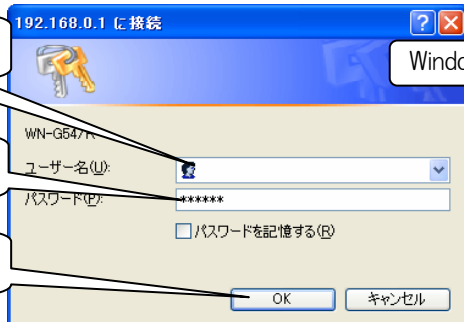 192.168.0.1 に接続
Windo
WN-G54/R
ユーザー名(U):
パスワード(P):
******
パスワードを記憶する(R)
OK
キャンセル